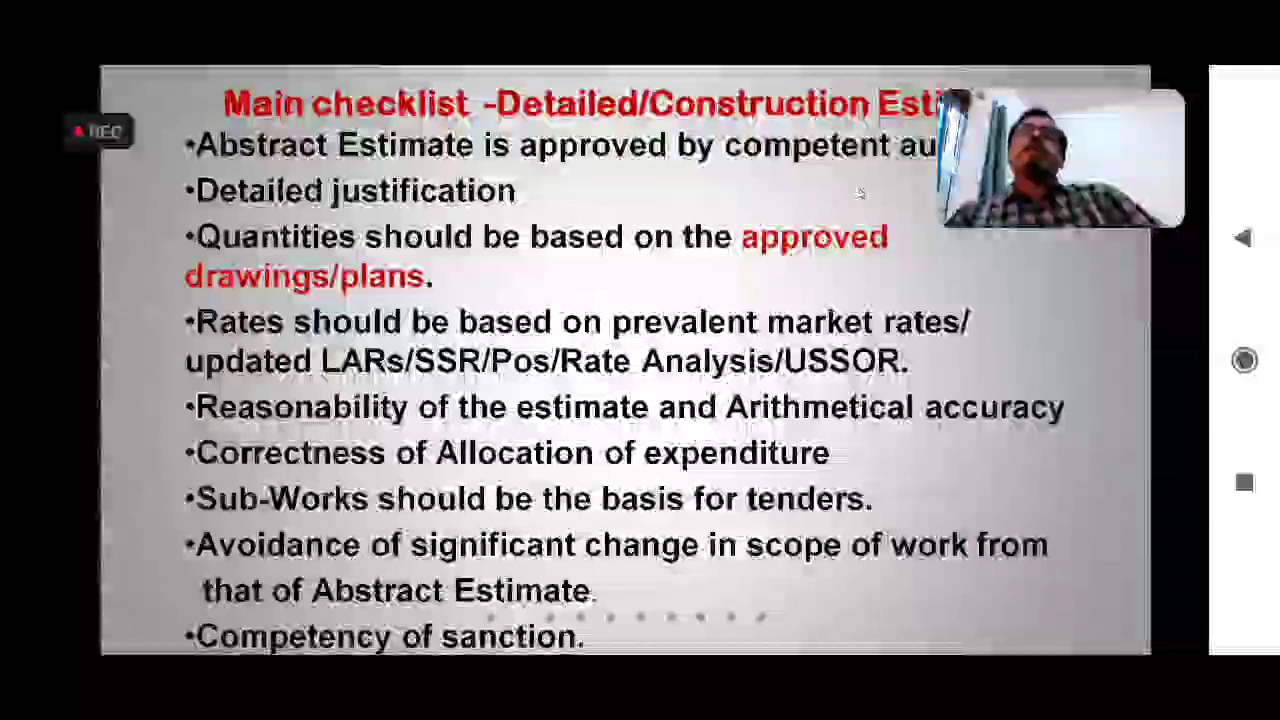 Main checklist -Detailed/Construction
REC
•Abstract Estimate is approved by competent
•Detailed justification
•Quantities should be based on the approved
drawings/plans.
•Rates should be based on prevalent market rates/
updated LARs/SSR/Pos/Rate Analysis/USSOR.
•Reasonability of the estimate and Arithmetical accuracy
•Correctness of Allocation of expenditure
•Sub-Works should be the basis for tenders.
•Avoidance of significant change in scope of work from
that of Abstract Estimate.
•Competency of sanction.